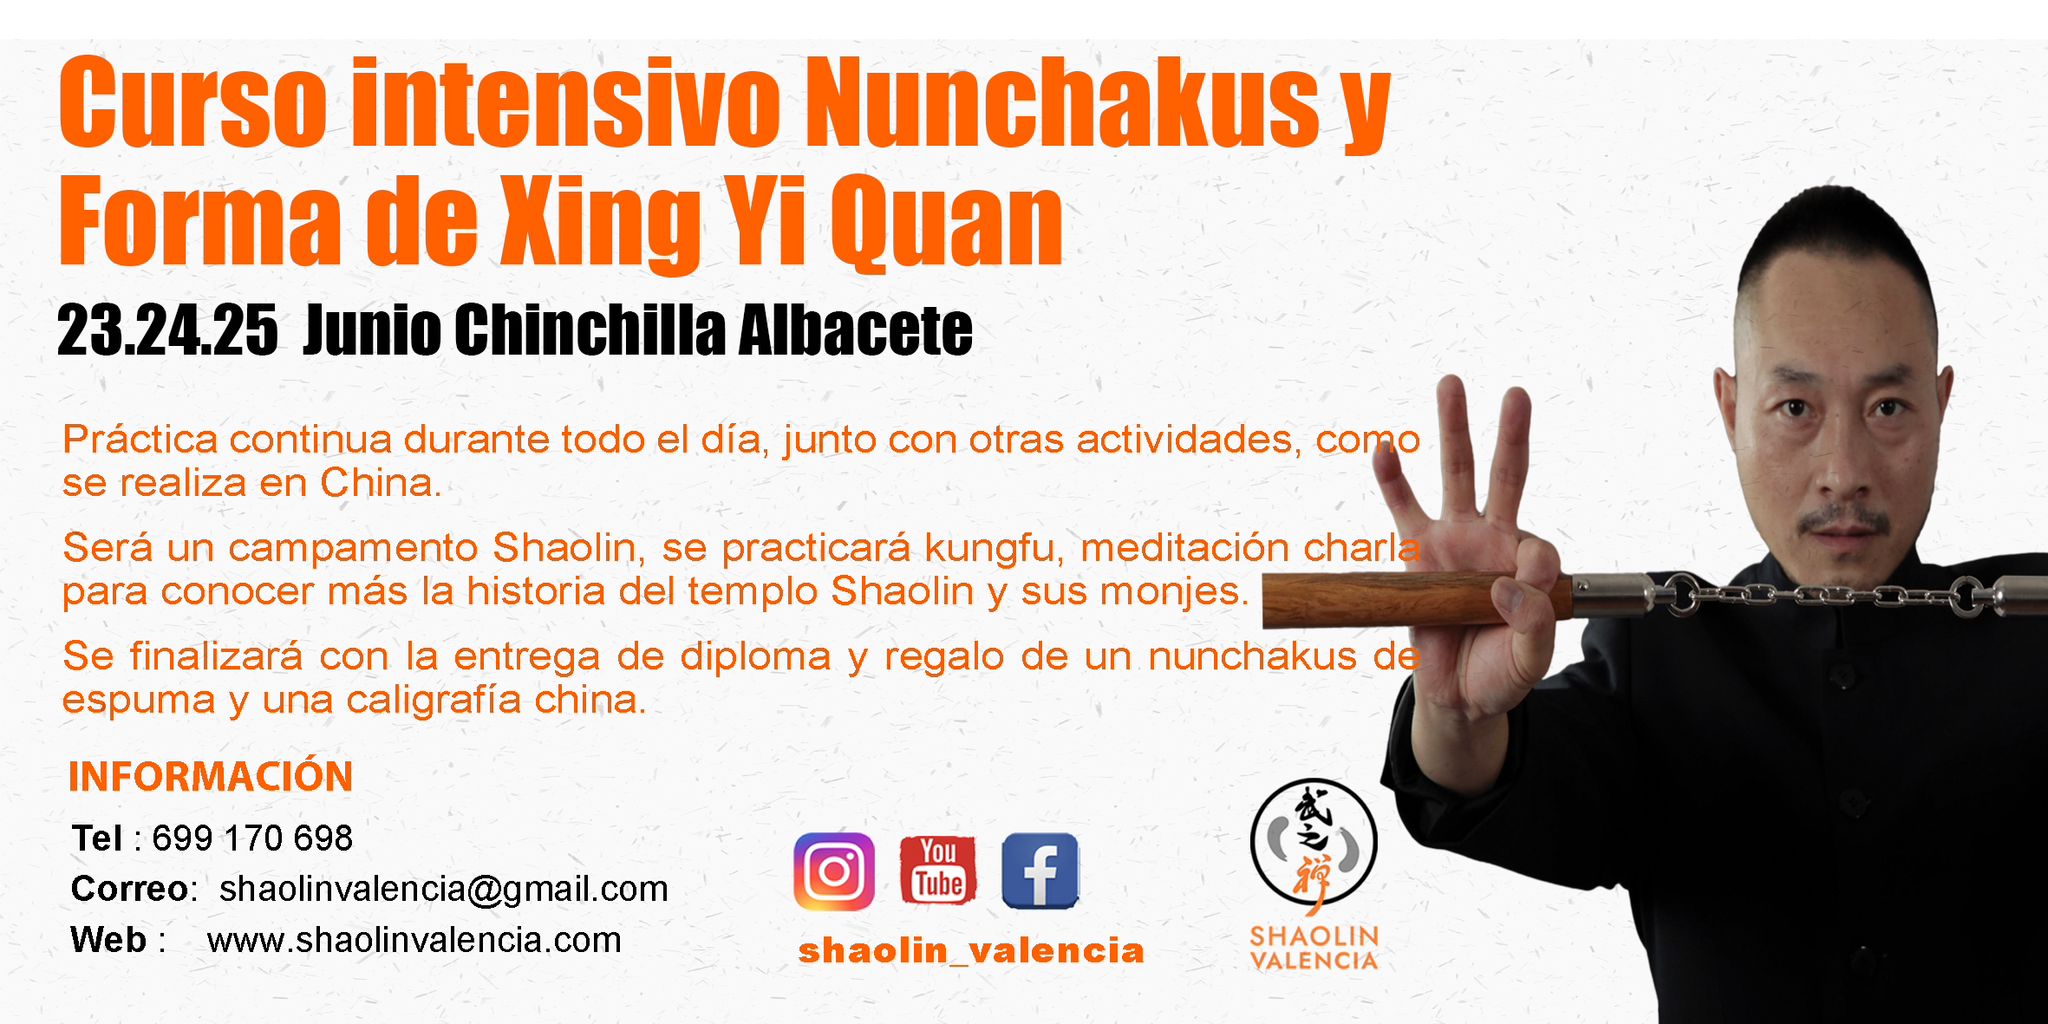 Curso intensivo Nunchakus y
Forma de Xing Yi Quan
23.24.25 Junio Chinchilla Albacete
Práctica continua durante todo el día, junto con otras actividades, como
se realiza en China.
Será un campamento Shaolin, se practicará kungfu, meditación charla
para conocer más la historia del templo Shaolin y sus monjes.
Se finalizará con la entrega de diploma y regalo de un nunchakus de
espuma y una caligrafía china.
INFORMACIÓN
Tel : 699 170 698
Correo: shaolinvalencia@gmail.com
Web : www.shaolinvalencia.com
You
Tube
f
shaolin_valencia
武
之
禅
SHAOLIN
VALENCIA